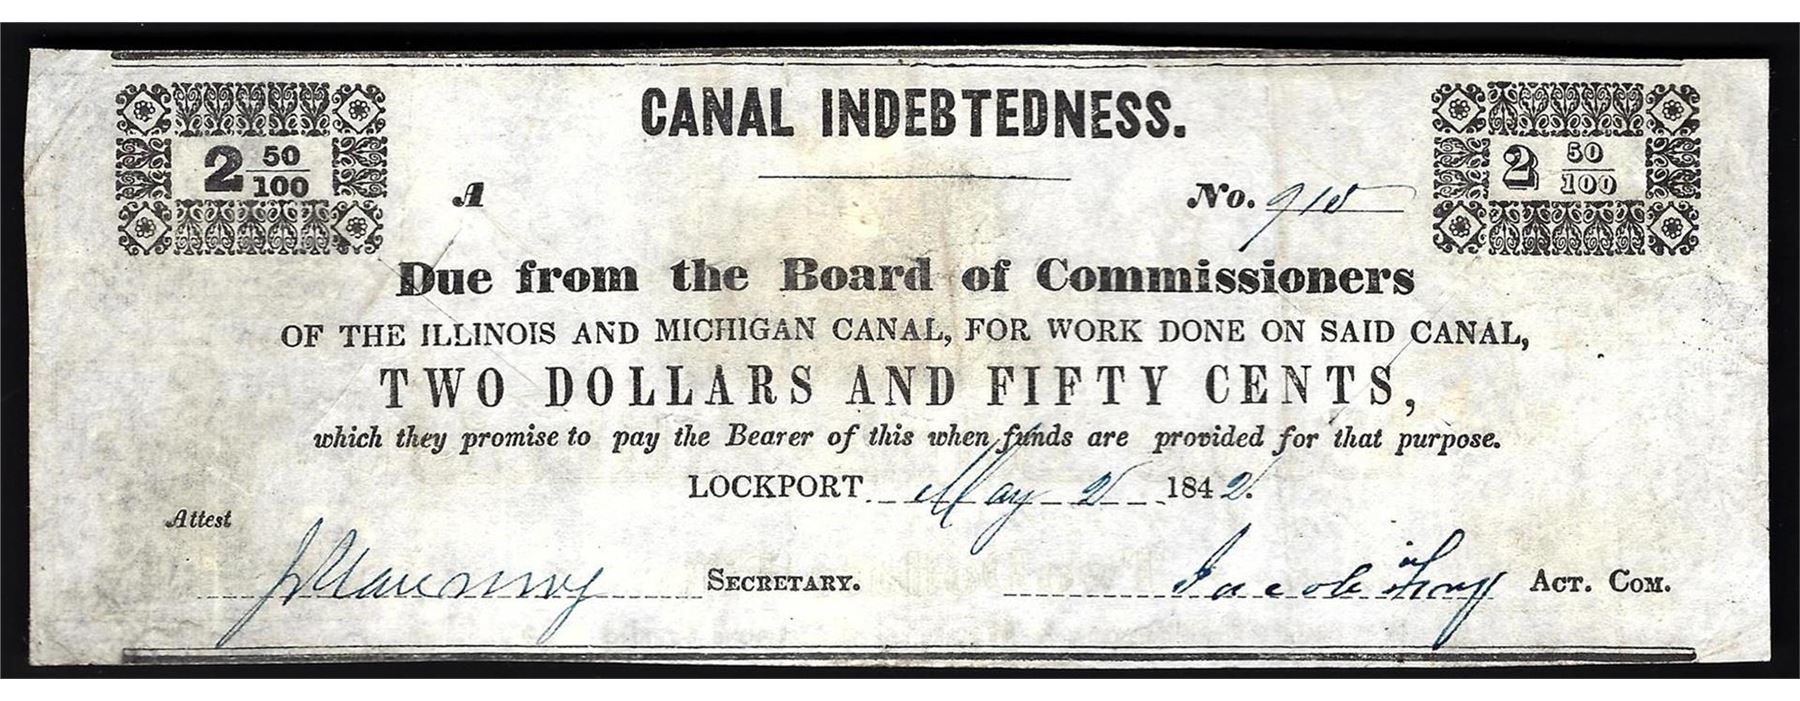 CANAL INDEBTEDNESS.
2 50/100
2 50/100
A No. 910
Due from the Board of Commissioners
OF THE ILLINOIS AND MICHIGAN CANAL, FOR WORK DONE ON SAID CANAL,
TWO DOLLARS AND FIFTY CENTS,
which they promise to pay the Bearer of this when funds are provided for that purpose.
LOCKPORT May 2 1842.
Attest
SECRETARY. Jacob Fry ACT. COM.